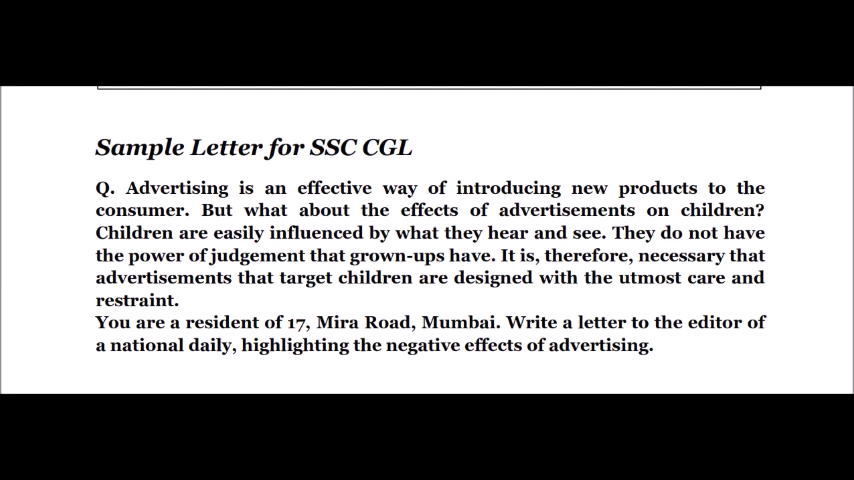 Sample Letter for SSC CGL
Q. Advertising is an effective way of introducing new products to the
consumer. But what about the effects of advertisements on children?
Children are easily influenced by what they hear and see. They do not have
the power of judgement that grown-ups have. It is, therefore, necessary that
advertisements that target children are designed with the utmost care and
restraint.
You are a resident of 17, Mira Road, Mumbai. Write a letter to the editor of
a national daily, highlighting the negative effects of advertising.